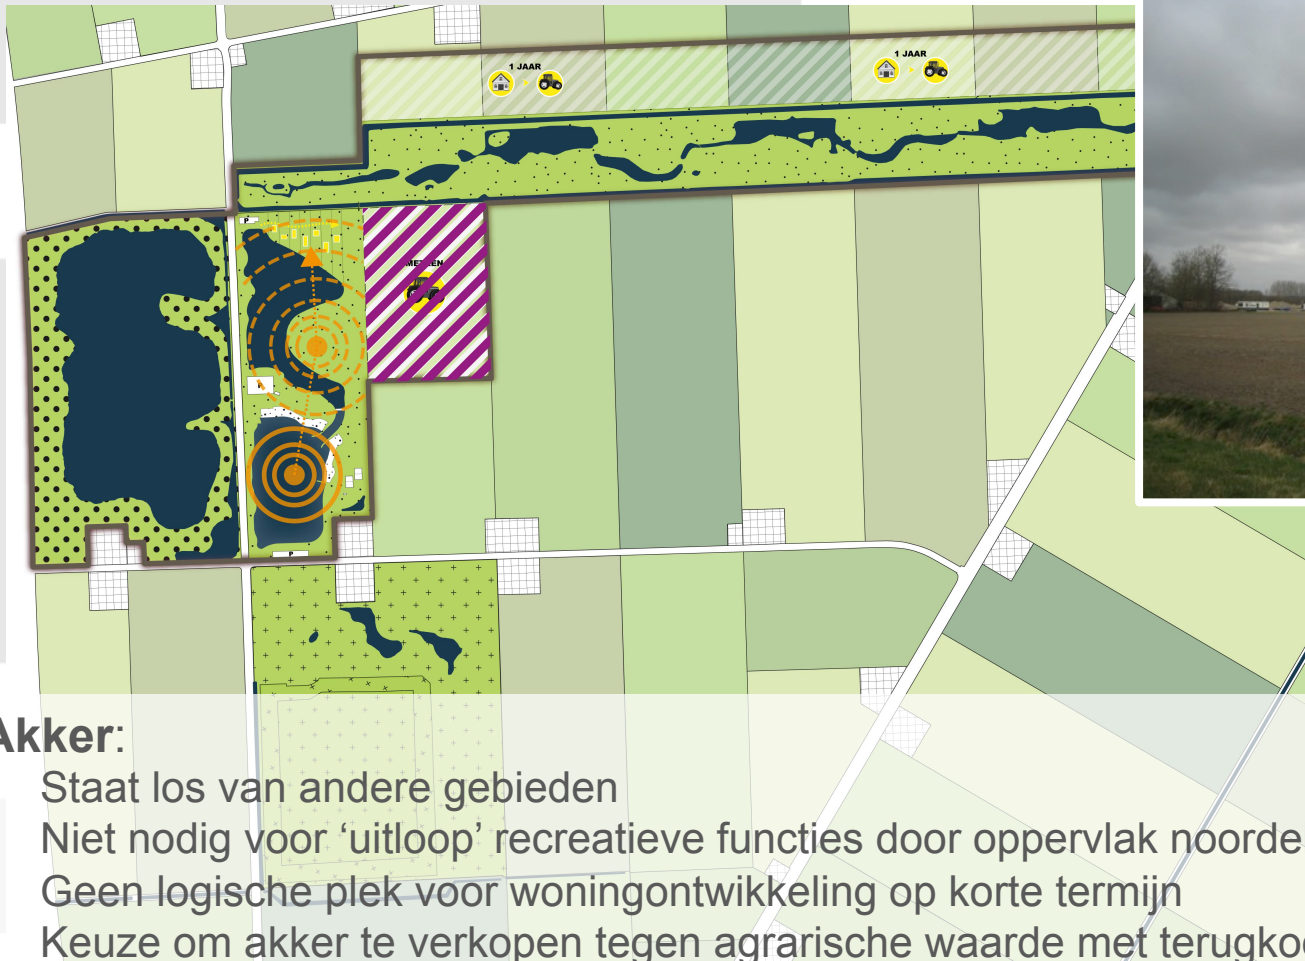 1 JAAR
1 JAAR
P
P
Akker:
Staat los van andere gebieden
Niet nodig voor ‘uitloop’ recreatieve functies door oppervlak noorde
Geen logische plek voor woningontwikkeling op korte termijn
Keuze om akker te verkopen tegen agrarische waarde met terugkoo